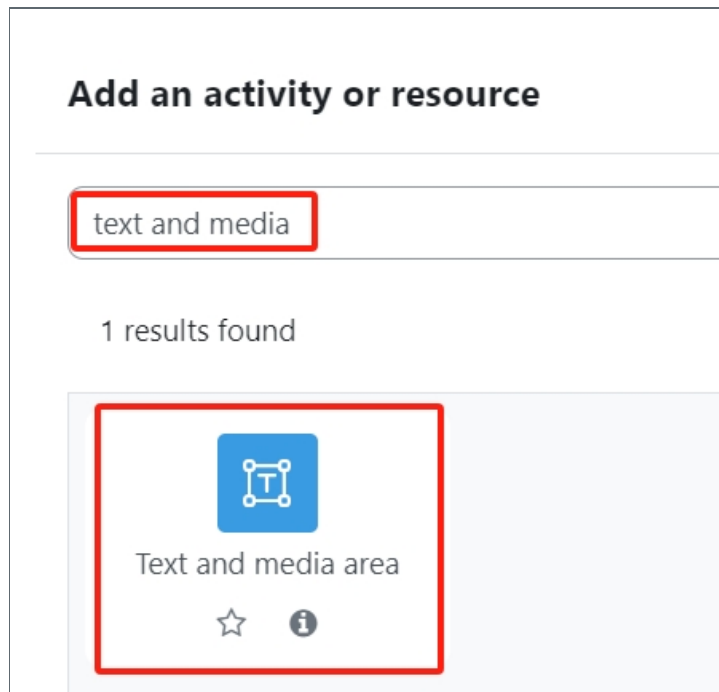 Add an activity or resource
text and media
1 results found
Text and media area